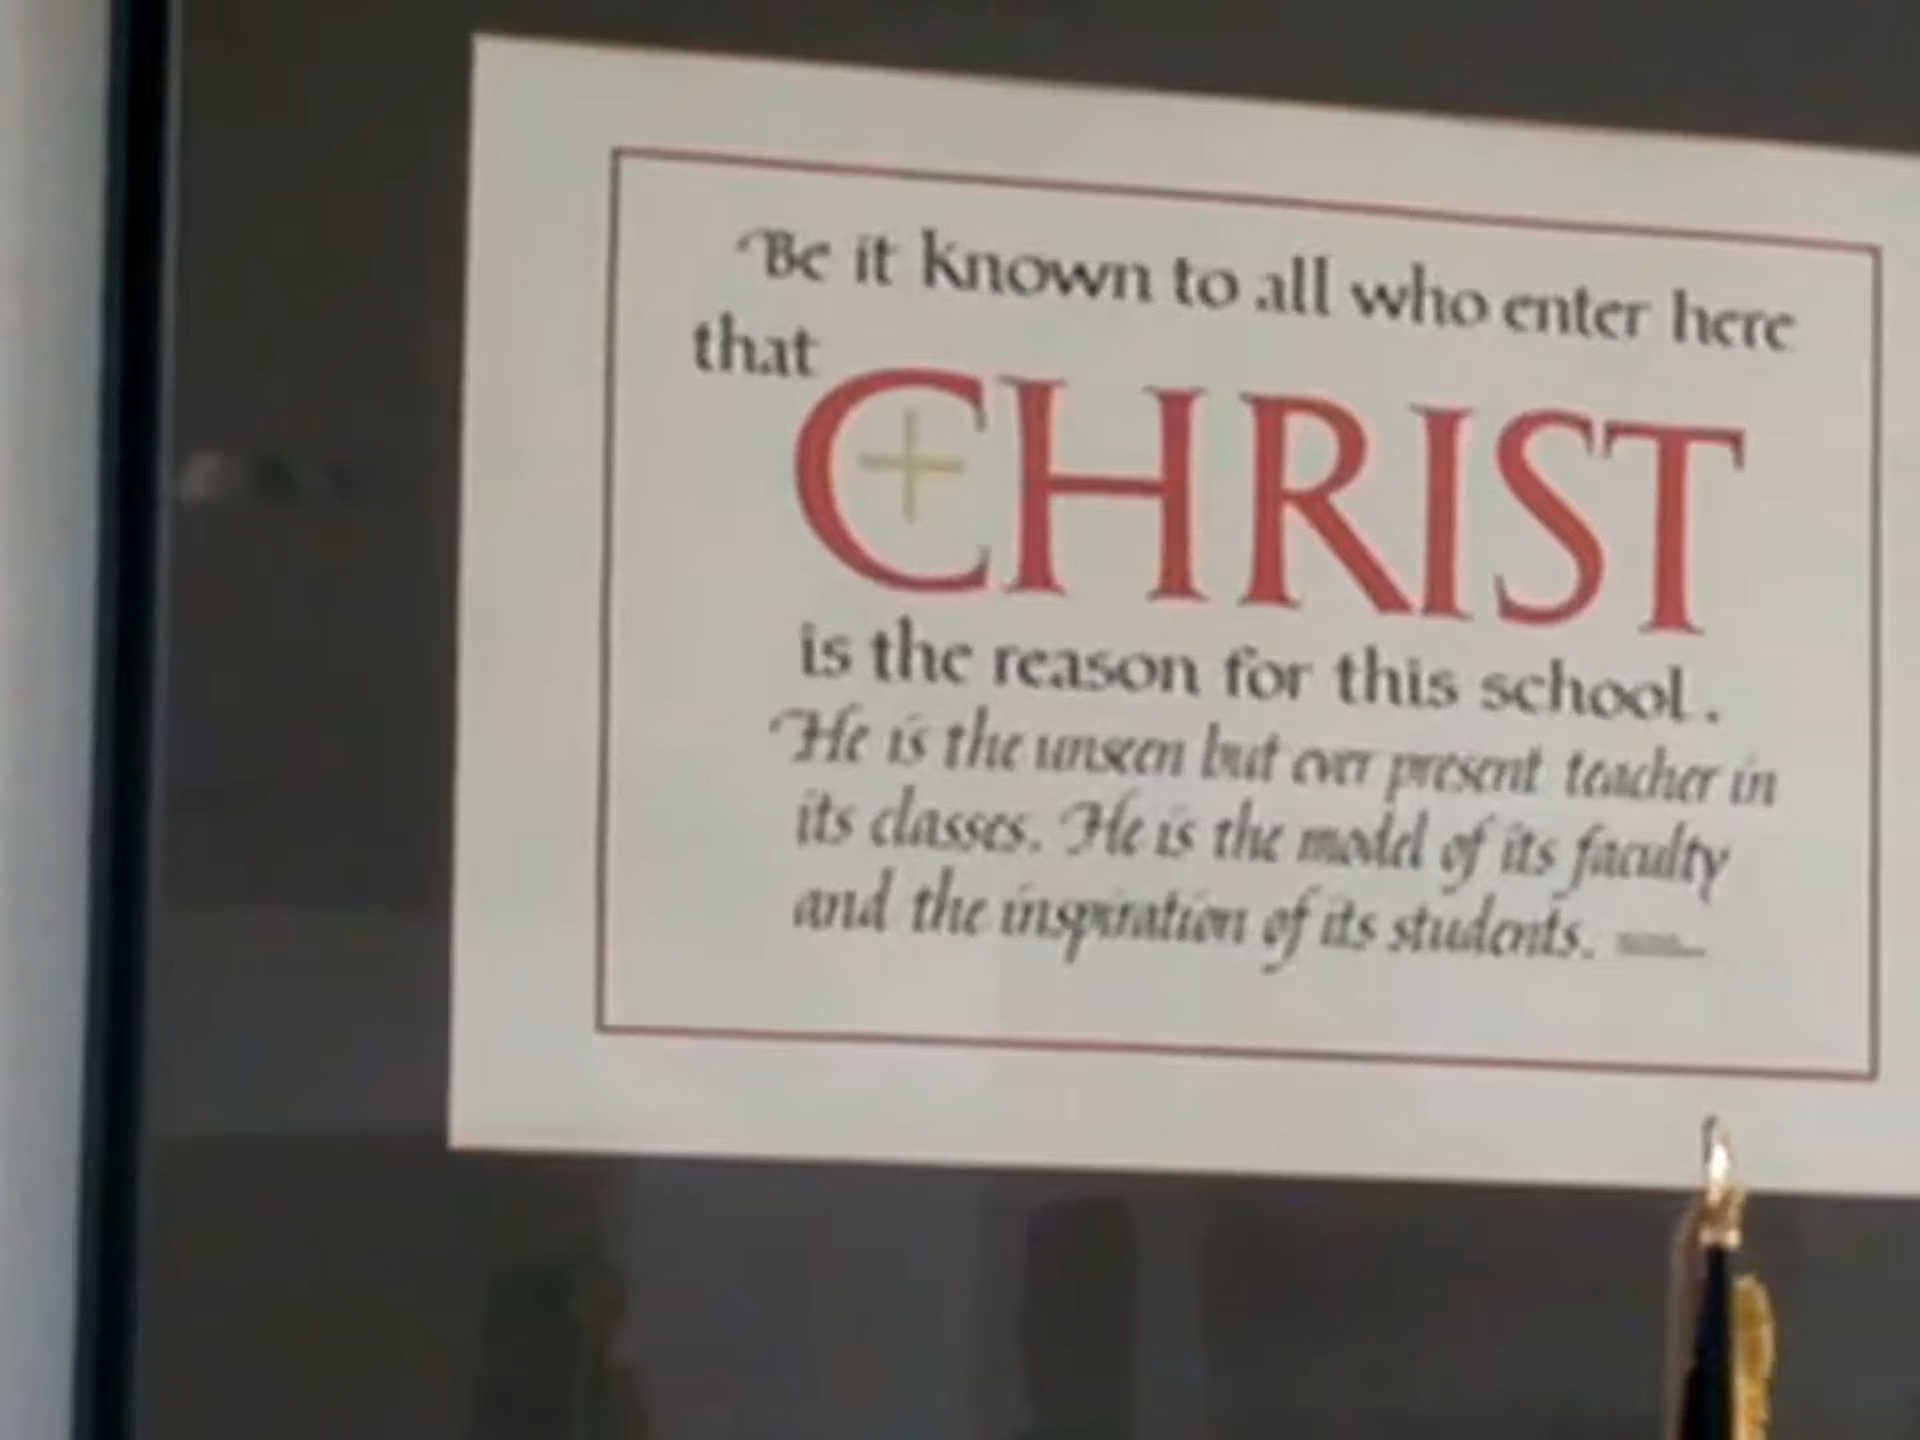 Be it known to all who enter here
that
CHRIST
is the reason for this school.
He is the unseen but ever present teacher in
its classes. He is the model of its faculty
and the inspiration of its students.